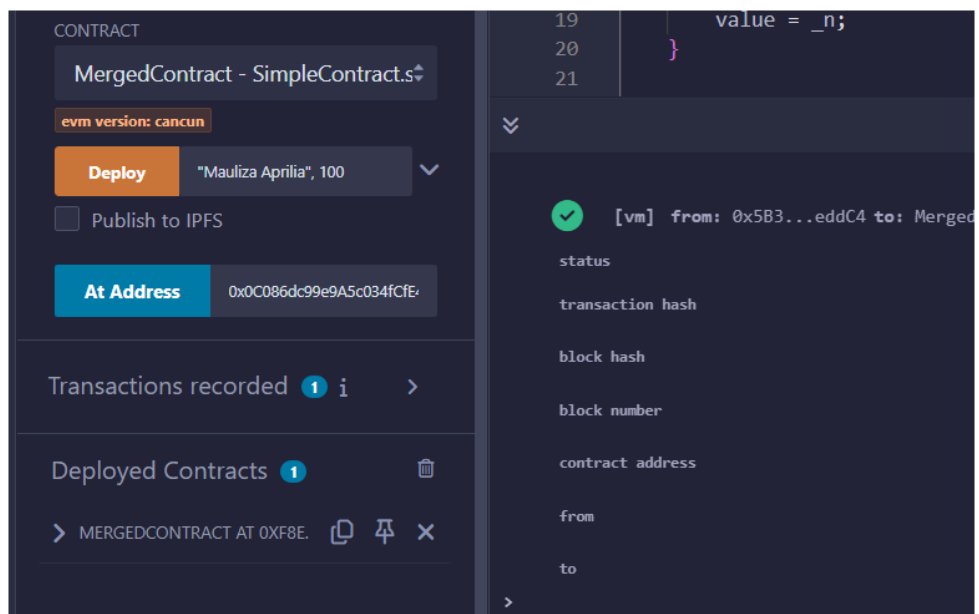 CONTRACT
MergedContract - SimpleContract.s
evm version: cancun
Deploy "Mauliza Aprilia", 100
Publish to IPFS
At Address 0x0C086dc99e9A5c034fCfE
Transactions recorded 1 i
Deployed Contracts 1
MERGEDCONTRACT AT 0XF8E.
19 value = _n;
20 }
21
[vm] from: 0x5B3...eddC4 to: Merged
status
transaction hash
block hash
block number
contract address
from
to
>